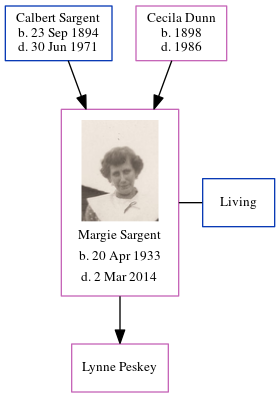 Calbert Sargent
b. 23 Sep 1894
d. 30 Jun 1971
Cecila Dunn
b. 1898
d. 1986
Margie Sargent
b. 20 Apr 1933
d. 2 Mar 2014
Living
Lynne Peskey